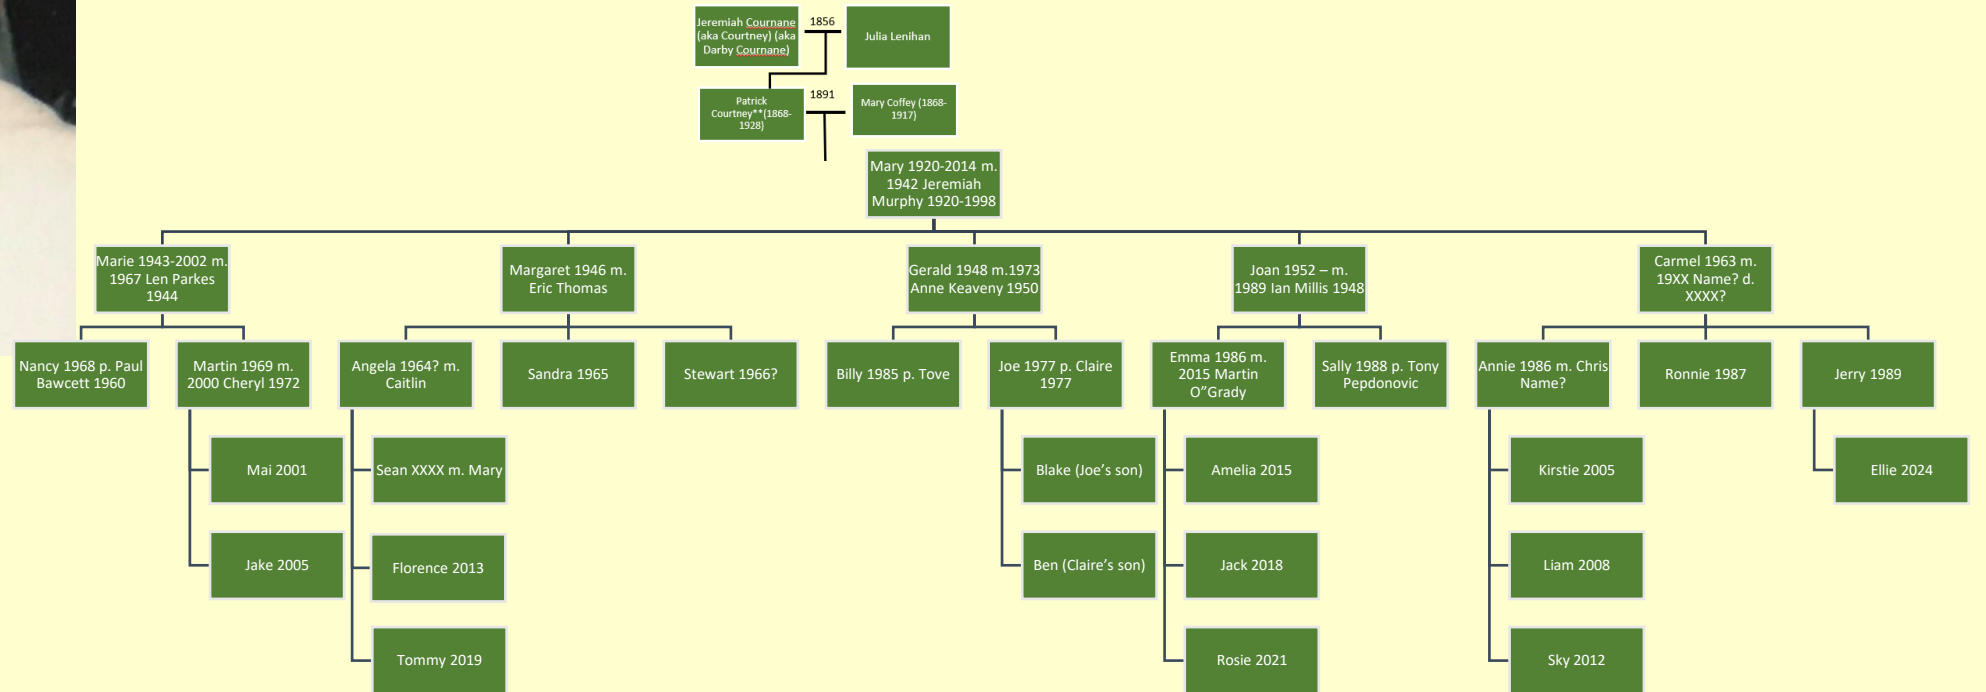 Jeremiah Cournane
(aka Courtney) (aka
Darby Cournane)
1856
Julia Lenihan
Patrick
Courtney**(1868-
1928)
1891
Mary Coffey (1868-
1917)
Mary 1920-2014 m.
1942 Jeremiah
Murphy 1920-1998
Marie 1943-2002 m.
1967 Len Parkes
1944
Margaret 1946 m.
Eric Thomas
Gerald 1948 m.1973
Anne Keaveny 1950
Joan 1952 – m.
1989 Ian Millis 1948
Carmel 1963 m.
19XX Name? d.
XXXX?
Nancy 1968 p. Paul
Bawcett 1960
Martin 1969 m.
2000 Cheryl 1972
Angela 1964? m.
Caitlin
Sandra 1965
Stewart 1966?
Billy 1985 p. Tove
Joe 1977 p. Claire
1977
Emma 1986 m.
2015 Martin
O"Grady
Sally 1988 p. Tony
Pepdonovic
Annie 1986 m. Chris
Name?
Ronnie 1987
Jerry 1989
Mai 2001
Sean XXXX m. Mary
Blake (Joe's son)
Amelia 2015
Kirstie 2005
Ellie 2024
Jake 2005
Florence 2013
Ben (Claire's son)
Jack 2018
Liam 2008
Tommy 2019
Rosie 2021
Sky 2012